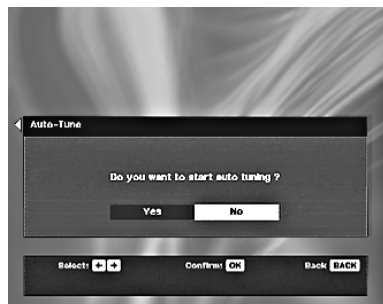 Auto-Tune
Do you want to start auto tuning ?
Yes No
Select: ←→ Confirm: OK Back BACK